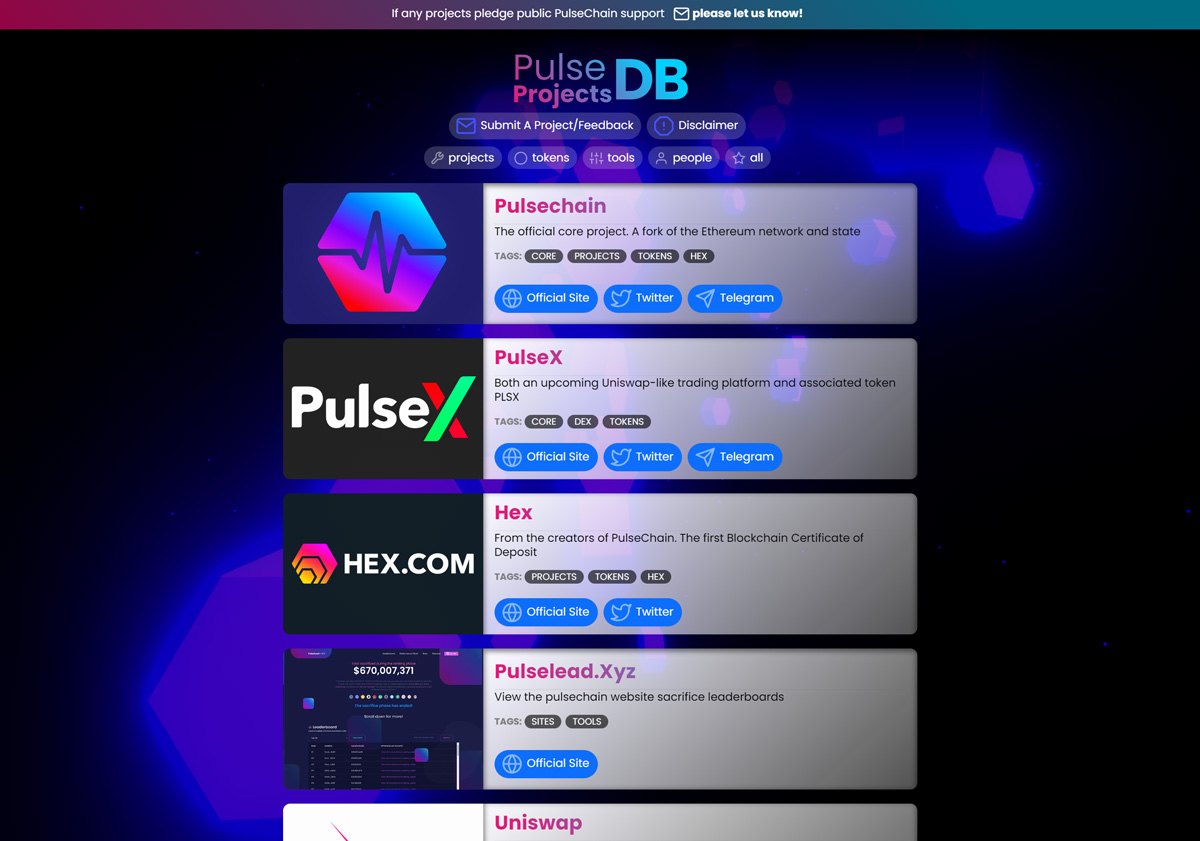 If any projects pledge public PulseChain support please let us know!
Pulse
Projects DB
Submit A Project/Feedback Disclaimer
projects tokens tools people all
Pulsechain
The official core project. A fork of the Ethereum network and state
TAGS: CORE PROJECTS TOKENS HEX
Official Site Twitter Telegram
PulseX
PulseX
Both an upcoming Uniswap-like trading platform and associated token
PLSX
TAGS: CORE DEX TOKENS
Official Site Twitter Telegram
HEX.COM
Hex
From the creators of PulseChain. The first Blockchain Certificate of
Deposit
TAGS: PROJECTS TOKENS HEX
Official Site Twitter
$670,007,371
The sacrifice phase has ended!
Scroll down for more!
Leaderboard
Pulselead.Xyz
View the pulsechain website sacrifice leaderboards
TAGS: SITES TOOLS
Official Site
Uniswap